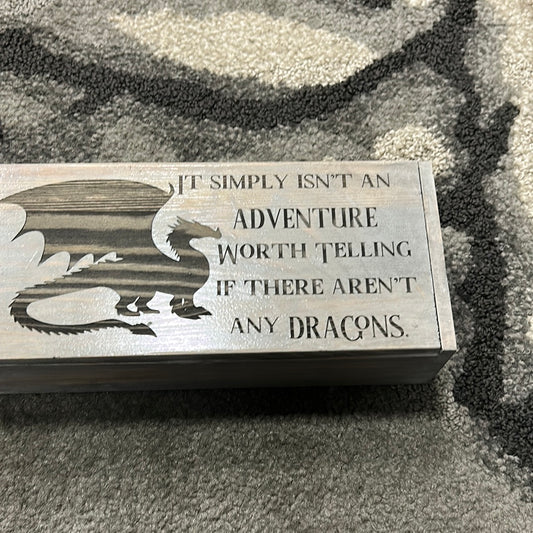 IT SIMPLY ISN'T AN
ADVENTURE
WORTH TELLING
IF THERE AREN'T
ANY DRAGONS.